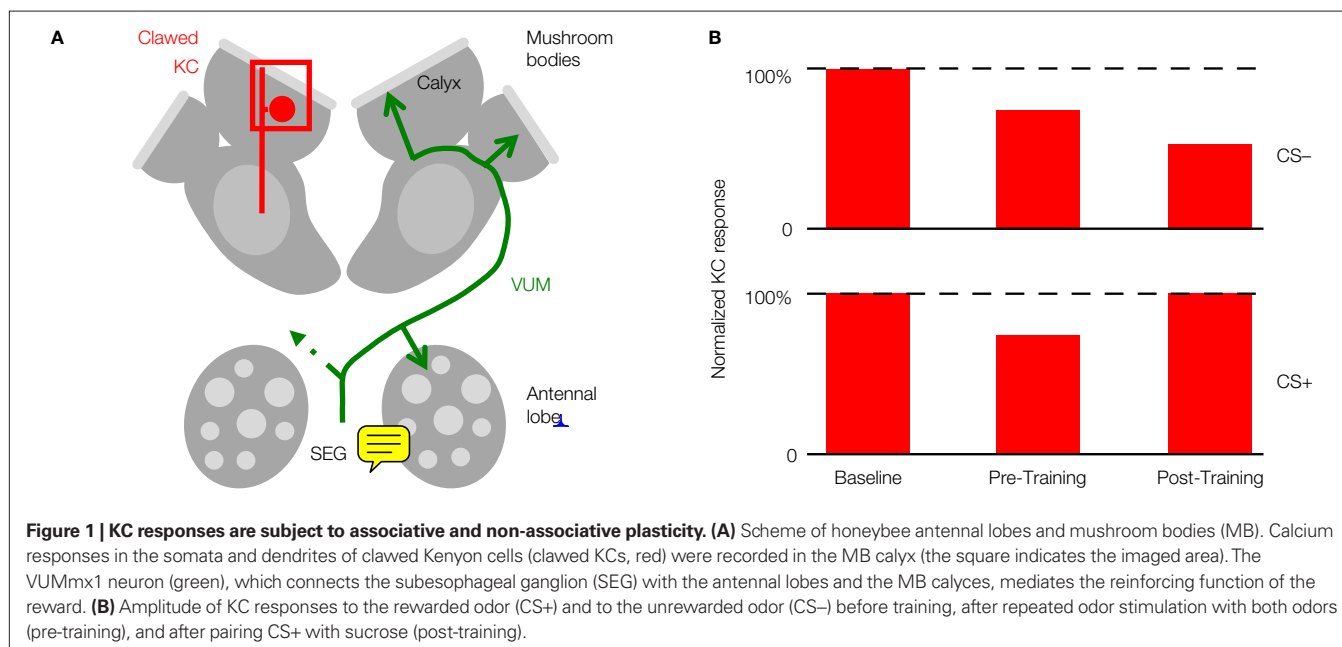 A
Clawed
KC
Calyx
Mushroom
bodies
VUM
Antennal
lobe
SEG
B
Normalized KC response
100%
0
CS–
100%
0
CS+
Baseline
Pre-Training
Post-Training
Figure 1 | KC responses are subject to associative and non-associative plasticity. (A) Scheme of honeybee antennal lobes and mushroom bodies (MB). Calcium
responses in the somata and dendrites of clawed Kenyon cells (clawed KCs, red) were recorded in the MB calyx (the square indicates the imaged area). The
VUMmx1 neuron (green), which connects the subesophageal ganglion (SEG) with the antennal lobes and the MB calyces, mediates the reinforcing function of the
reward. (B) Amplitude of KC responses to the rewarded odor (CS+) and to the unrewarded odor (CS–) before training, after repeated odor stimulation with both odors
(pre-training), and after pairing CS+ with sucrose (post-training).